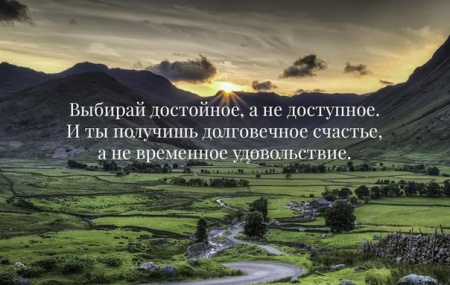 Выбирай достойное, а не доступное.
И ты получишь долговечное счастье,
а не временное удовольствие.